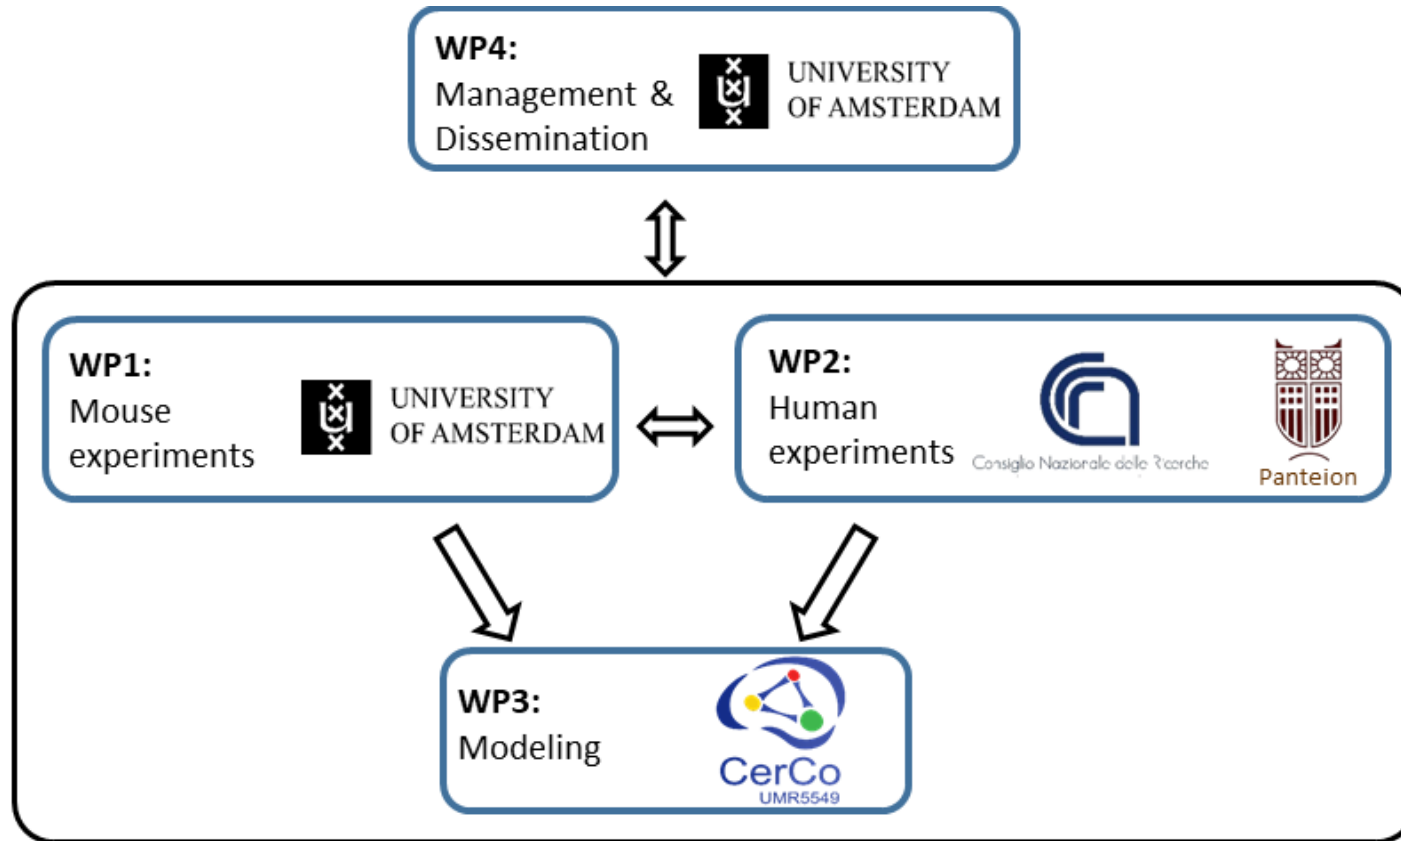 WP4:
Management &
Dissemination
UNIVERSITY
OF AMSTERDAM
WP1:
Mouse
experiments
UNIVERSITY
OF AMSTERDAM
WP2:
Human
experiments
Consiglio Nazionale delle Ricerche
Panteion
WP3:
Modeling
CerCo
UMR5549